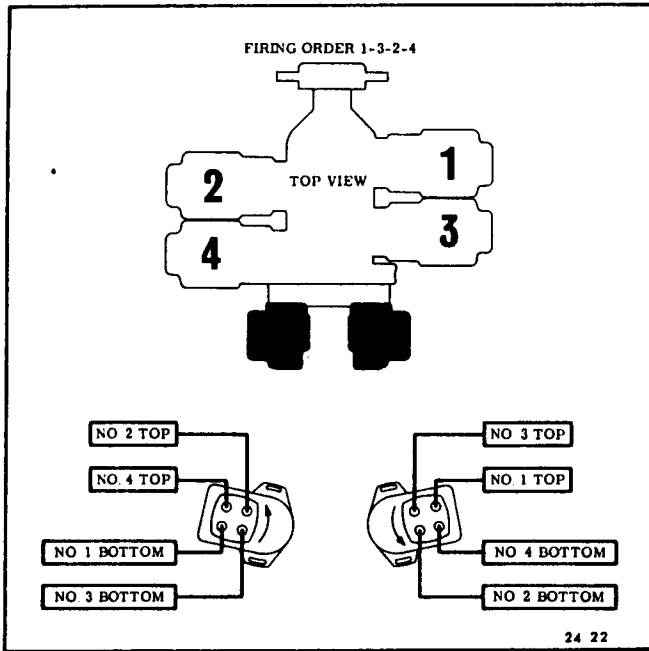 FIRING ORDER 1-3-2-4
1
2
TOP VIEW
3
4
NO 2 TOP
NO 3 TOP
NO. 4 TOP
NO. 1 TOP
NO 1 BOTTOM
NO 4 BOTTOM
NO. 3 BOTTOM
NO 2 BOTTOM
24 22